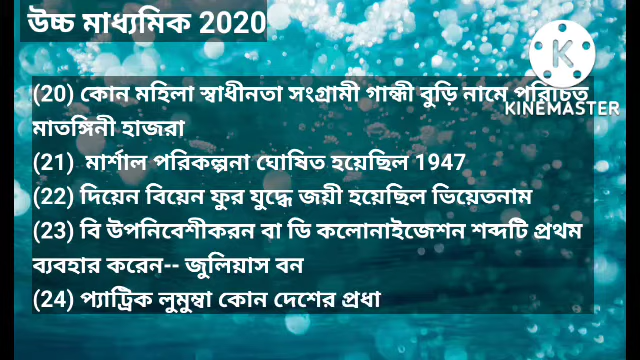 উচ্চ মাধ্যমিক 2020
K
KINEMASTER
(20) কোন মহিলা স্বাধীনতা সংগ্রামী গান্ধী বুড়ি নামে পরিচিত
মাতঙ্গিনী হাজরা
(21) মার্শাল পরিকল্পনা ঘোষিত হয়েছিল 1947
(22) দিয়েন বিয়েন ফুর যুদ্ধে জয়ী হয়েছিল ভিয়েতনাম
(23) বি উপনিবেশীকরন বা ডি কলোনাইজেশন শব্দটি প্রথম
ব্যবহার করেন-- জুলিয়াস বন
(24) প্যাট্রিক লুমুম্বা কোন দেশের প্রধা